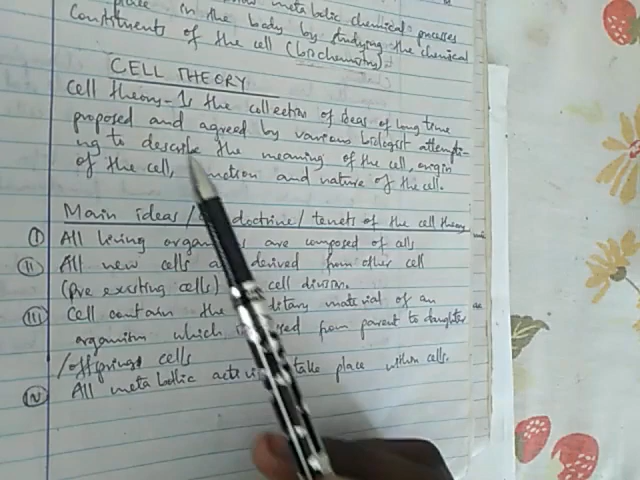 place in the body by studying the chemical
Constituents of the cell (biochemistry).
CELL THEORY
Cell theory - Is the collection of ideas of long time
proposed and agreed by various biologist attempti-
ng to describe the meaning of the cell, origin
of the cell, and nature of the cell.
Main ideas / doctrine / tenets of the cell theory
(I) All living are composed of cells
(II) All new cells derived from other cell
(pre existing cells) cell division.
(III) Cell contain the material of an
organism which from parent to daughter
/offsprings cells
(IV) All metabolic take place within cells.